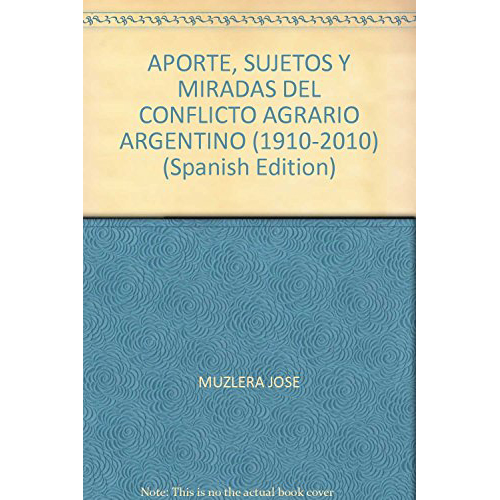 APORTE, SUJETOS Y
MIRADAS DEL
CONFLICTO AGRARIO
ARGENTINO (1910-2010)
(Spanish Edition)
MUZLERA JOSE
Note: This is no the actual book cover